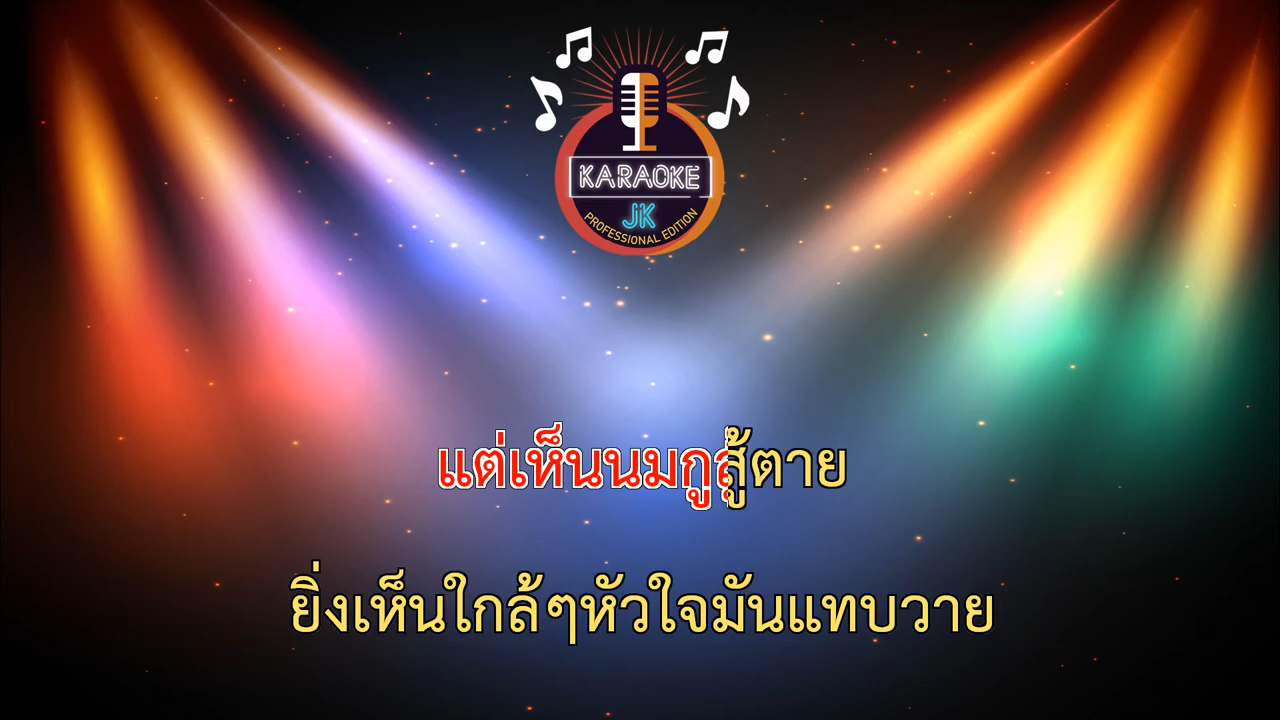 KARAOKE
JK
PROFESSIONAL EDITION
แต่เห็นนมกูสู้ตาย
ยิ่งเห็นใกล้ๆหัวใจมันแทบวาย